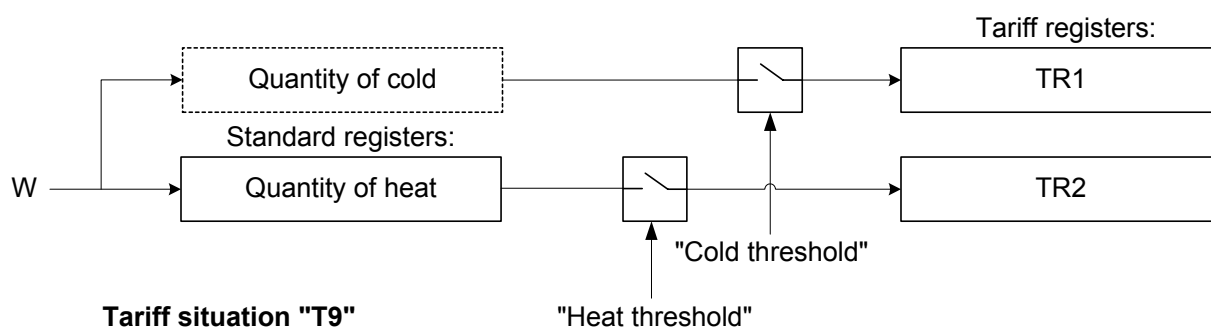 Tariff registers:
Quantity of cold
TR1
Standard registers:
W
Quantity of heat
TR2
"Cold threshold"
Tariff situation "T9"
"Heat threshold"